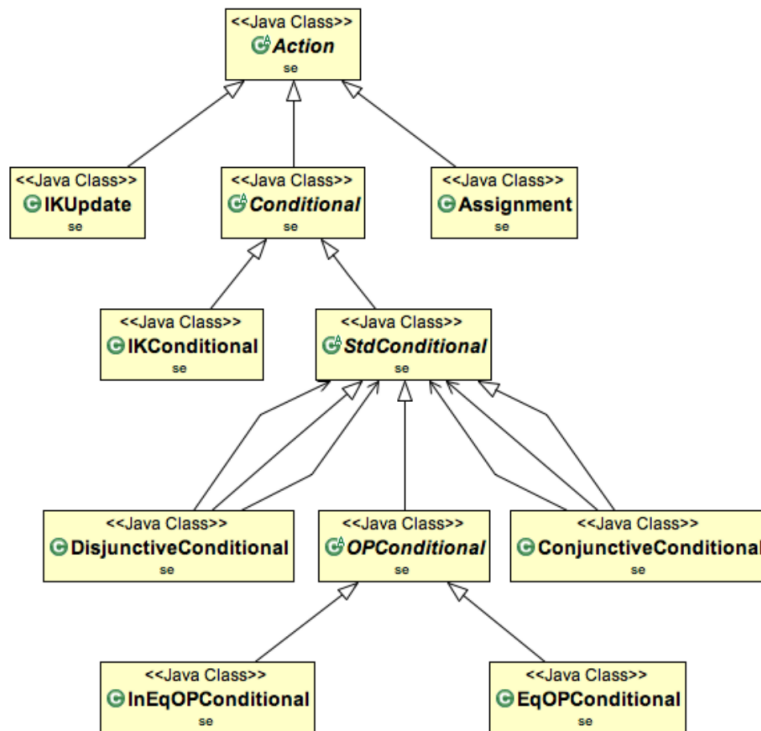 <<Java Class>>
Action
se
<<Java Class>>
IKUpdate
se
<<Java Class>>
Conditional
se
<<Java Class>>
Assignment
se
<<Java Class>>
IKConditional
se
<<Java Class>>
StdConditional
se
<<Java Class>>
DisjunctiveConditional
se
<<Java Class>>
OPConditional
se
<<Java Class>>
ConjunctiveConditional
se
<<Java Class>>
InEqOPConditional
se
<<Java Class>>
EqOPConditional
se